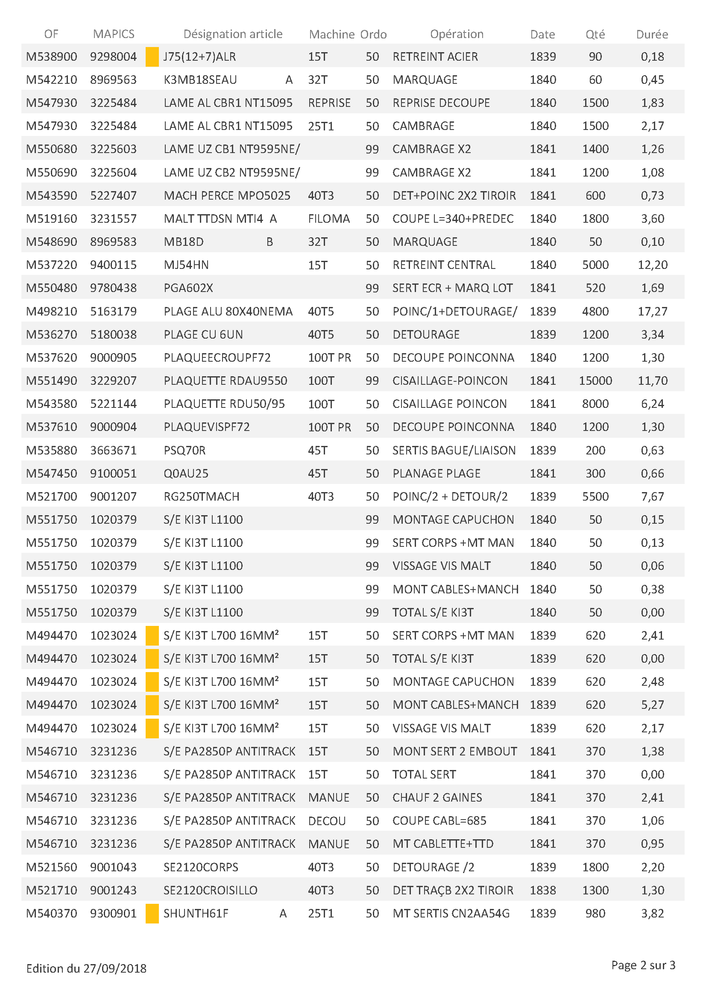 OF MAPICS Désignation article Machine Ordo Opération Date Qté Durée
M538900 9298004 J75(12+7)ALR 15T 50 RETREINT ACIER 1839 90 0,18
M542210 8969563 K3MB18SEAU A 32T 50 MARQUAGE 1840 60 0,45
M547930 3225484 LAME AL CBR1 NT15095 REPRISE 50 REPRISE DECOUPE 1840 1500 1,83
M547930 3225484 LAME AL CBR1 NT15095 25T1 50 CAMBRAGE 1840 1500 2,17
M550680 3225603 LAME UZ CB1 NT9595NE/ 99 CAMBRAGE X2 1841 1400 1,26
M550690 3225604 LAME UZ CB2 NT9595NE/ 99 CAMBRAGE X2 1841 1200 1,08
M543590 5227407 MACH PERCE MPO5025 40T3 50 DET+POINC 2X2 TIROIR 1841 600 0,73
M519160 3231557 MALT TTDSN MTI4 A FILOMA 50 COUPE L=340+PREDEC 1840 1800 3,60
M548690 8969583 MB18D B 32T 50 MARQUAGE 1840 50 0,10
M537220 9400115 MJ54HN 15T 50 RETREINT CENTRAL 1840 5000 12,20
M550480 9780438 PGA602X 99 SERT ECR + MARQ LOT 1841 520 1,69
M498210 5163179 PLAGE ALU 80X40NEMA 40T5 50 POINC/1+DETOURAGE/ 1839 4800 17,27
M536270 5180038 PLAGE CU 6UN 40T5 50 DETOURAGE 1839 1200 3,34
M537620 9000905 PLAQUEECROUPF72 100T PR 50 DECOUPE POINCONNA 1840 1200 1,30
M551490 3229207 PLAQUETTE RDAU9550 100T 99 CISAILLAGE-POINCON 1841 15000 11,70
M543580 5221144 PLAQUETTE RDU50/95 100T 50 CISAILLAGE POINCON 1841 8000 6,24
M537610 9000904 PLAQUEVISPF72 100T PR 50 DECOUPE POINCONNA 1840 1200 1,30
M535880 3663671 PSQ70R 45T 50 SERTIS BAGUE/LIAISON 1839 200 0,63
M547450 9100051 Q0AU25 45T 50 PLANAGE PLAGE 1841 300 0,66
M521700 9001207 RG250TMACH 40T3 50 POINC/2 + DETOUR/2 1839 5500 7,67
M551750 1020379 S/E KI3T L1100 99 MONTAGE CAPUCHON 1840 50 0,15
M551750 1020379 S/E KI3T L1100 99 SERT CORPS +MT MAN 1840 50 0,13
M551750 1020379 S/E KI3T L1100 99 VISSAGE VIS MALT 1840 50 0,06
M551750 1020379 S/E KI3T L1100 99 MONT CABLES+MANCH 1840 50 0,38
M551750 1020379 S/E KI3T L1100 99 TOTAL S/E KI3T 1840 50 0,00
M494470 1023024 S/E KI3T L700 16MM² 15T 50 SERT CORPS +MT MAN 1839 620 2,41
M494470 1023024 S/E KI3T L700 16MM² 15T 50 TOTAL S/E KI3T 1839 620 0,00
M494470 1023024 S/E KI3T L700 16MM² 15T 50 MONTAGE CAPUCHON 1839 620 2,48
M494470 1023024 S/E KI3T L700 16MM² 15T 50 MONT CABLES+MANCH 1839 620 5,27
M494470 1023024 S/E KI3T L700 16MM² 15T 50 VISSAGE VIS MALT 1839 620 2,17
M546710 3231236 S/E PA2850P ANTITRACK 15T 50 MONT SERT 2 EMBOUT 1841 370 1,38
M546710 3231236 S/E PA2850P ANTITRACK 15T 50 TOTAL SERT 1841 370 0,00
M546710 3231236 S/E PA2850P ANTITRACK MANUE 50 CHAUF 2 GAINES 1841 370 2,41
M546710 3231236 S/E PA2850P ANTITRACK DECOU 50 COUPE CABL=685 1841 370 1,06
M546710 3231236 S/E PA2850P ANTITRACK MANUE 50 MT CABLETTE+TTD 1841 370 0,95
M521560 9001043 SE2120CORPS 40T3 50 DETOURAGE /2 1839 1800 2,20
M521710 9001243 SE2120CROISILLO 40T3 50 DET TRAÇB 2X2 TIROIR 1838 1300 1,30
M540370 9300901 SHUNTH61F A 25T1 50 MT SERTIS CN2AA54G 1839 980 3,82
Edition du 27/09/2018
Page 2 sur 3